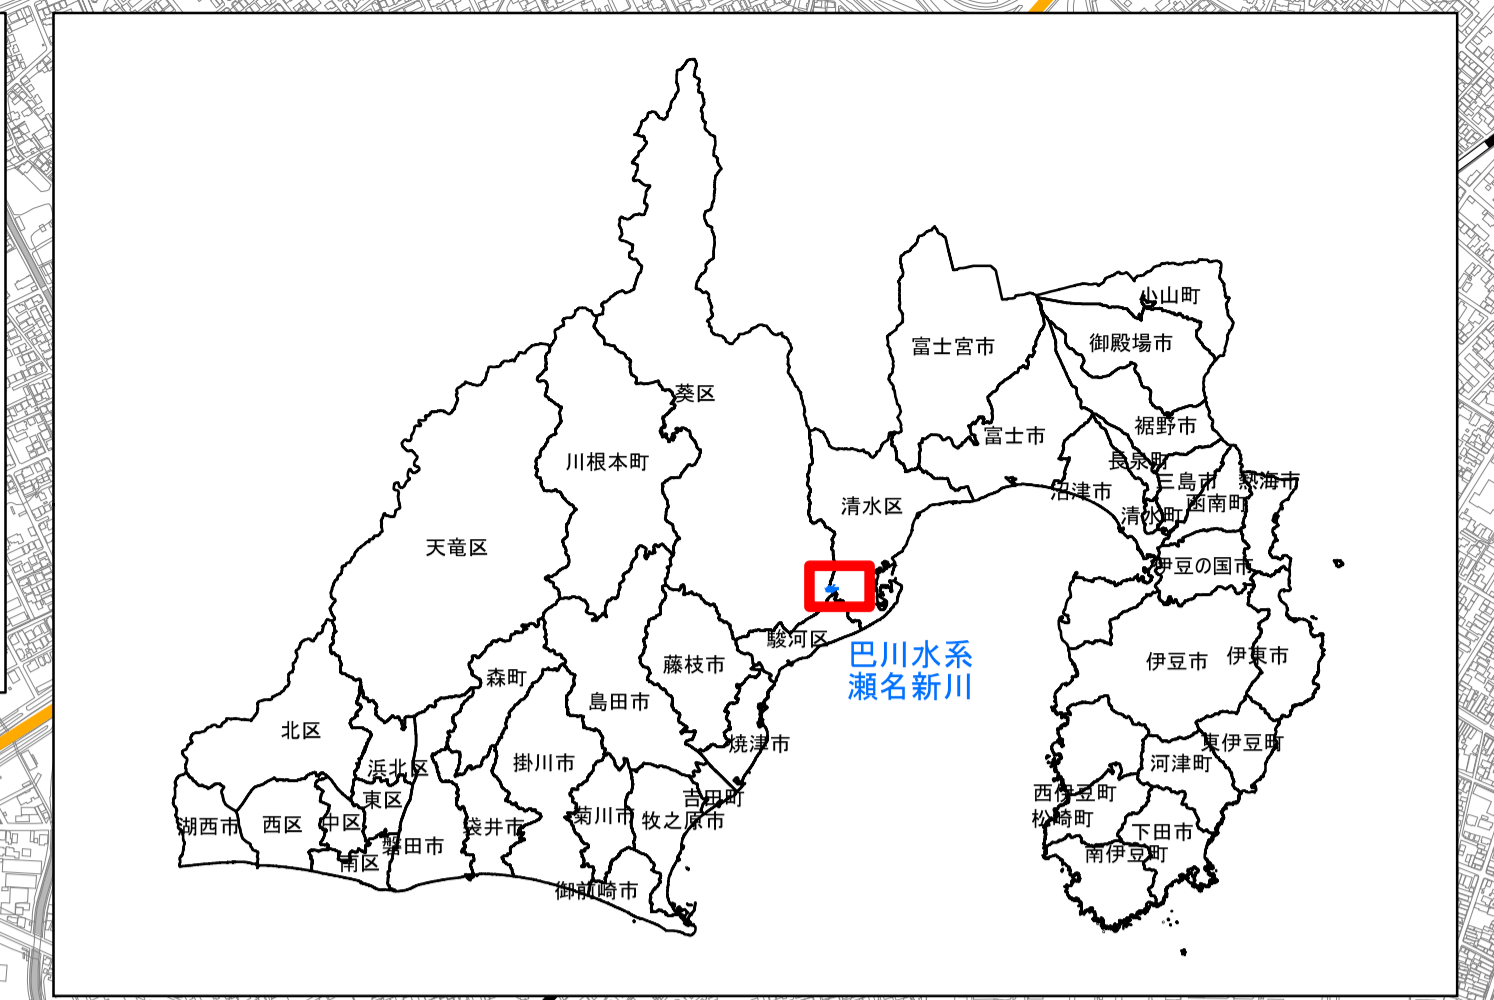 小山町
御殿場市
富士宮市
葵区
裾野市
富士市
川根本町
長泉町
三島市
熱海市
沼津市
函南町
清水区
清水町
天竜区
伊豆の国市
駿河区
巴川水系
瀬名新川
藤枝市
伊豆市
伊東市
森町
島田市
北区
焼津市
東伊豆町
掛川市
河津町
浜北区
東区
吉田町
西伊豆町
湖西市
西区
中区
袋井市
菊川市
牧之原市
松崎町
下田市
磐田市
南伊豆町
南区
御前崎市